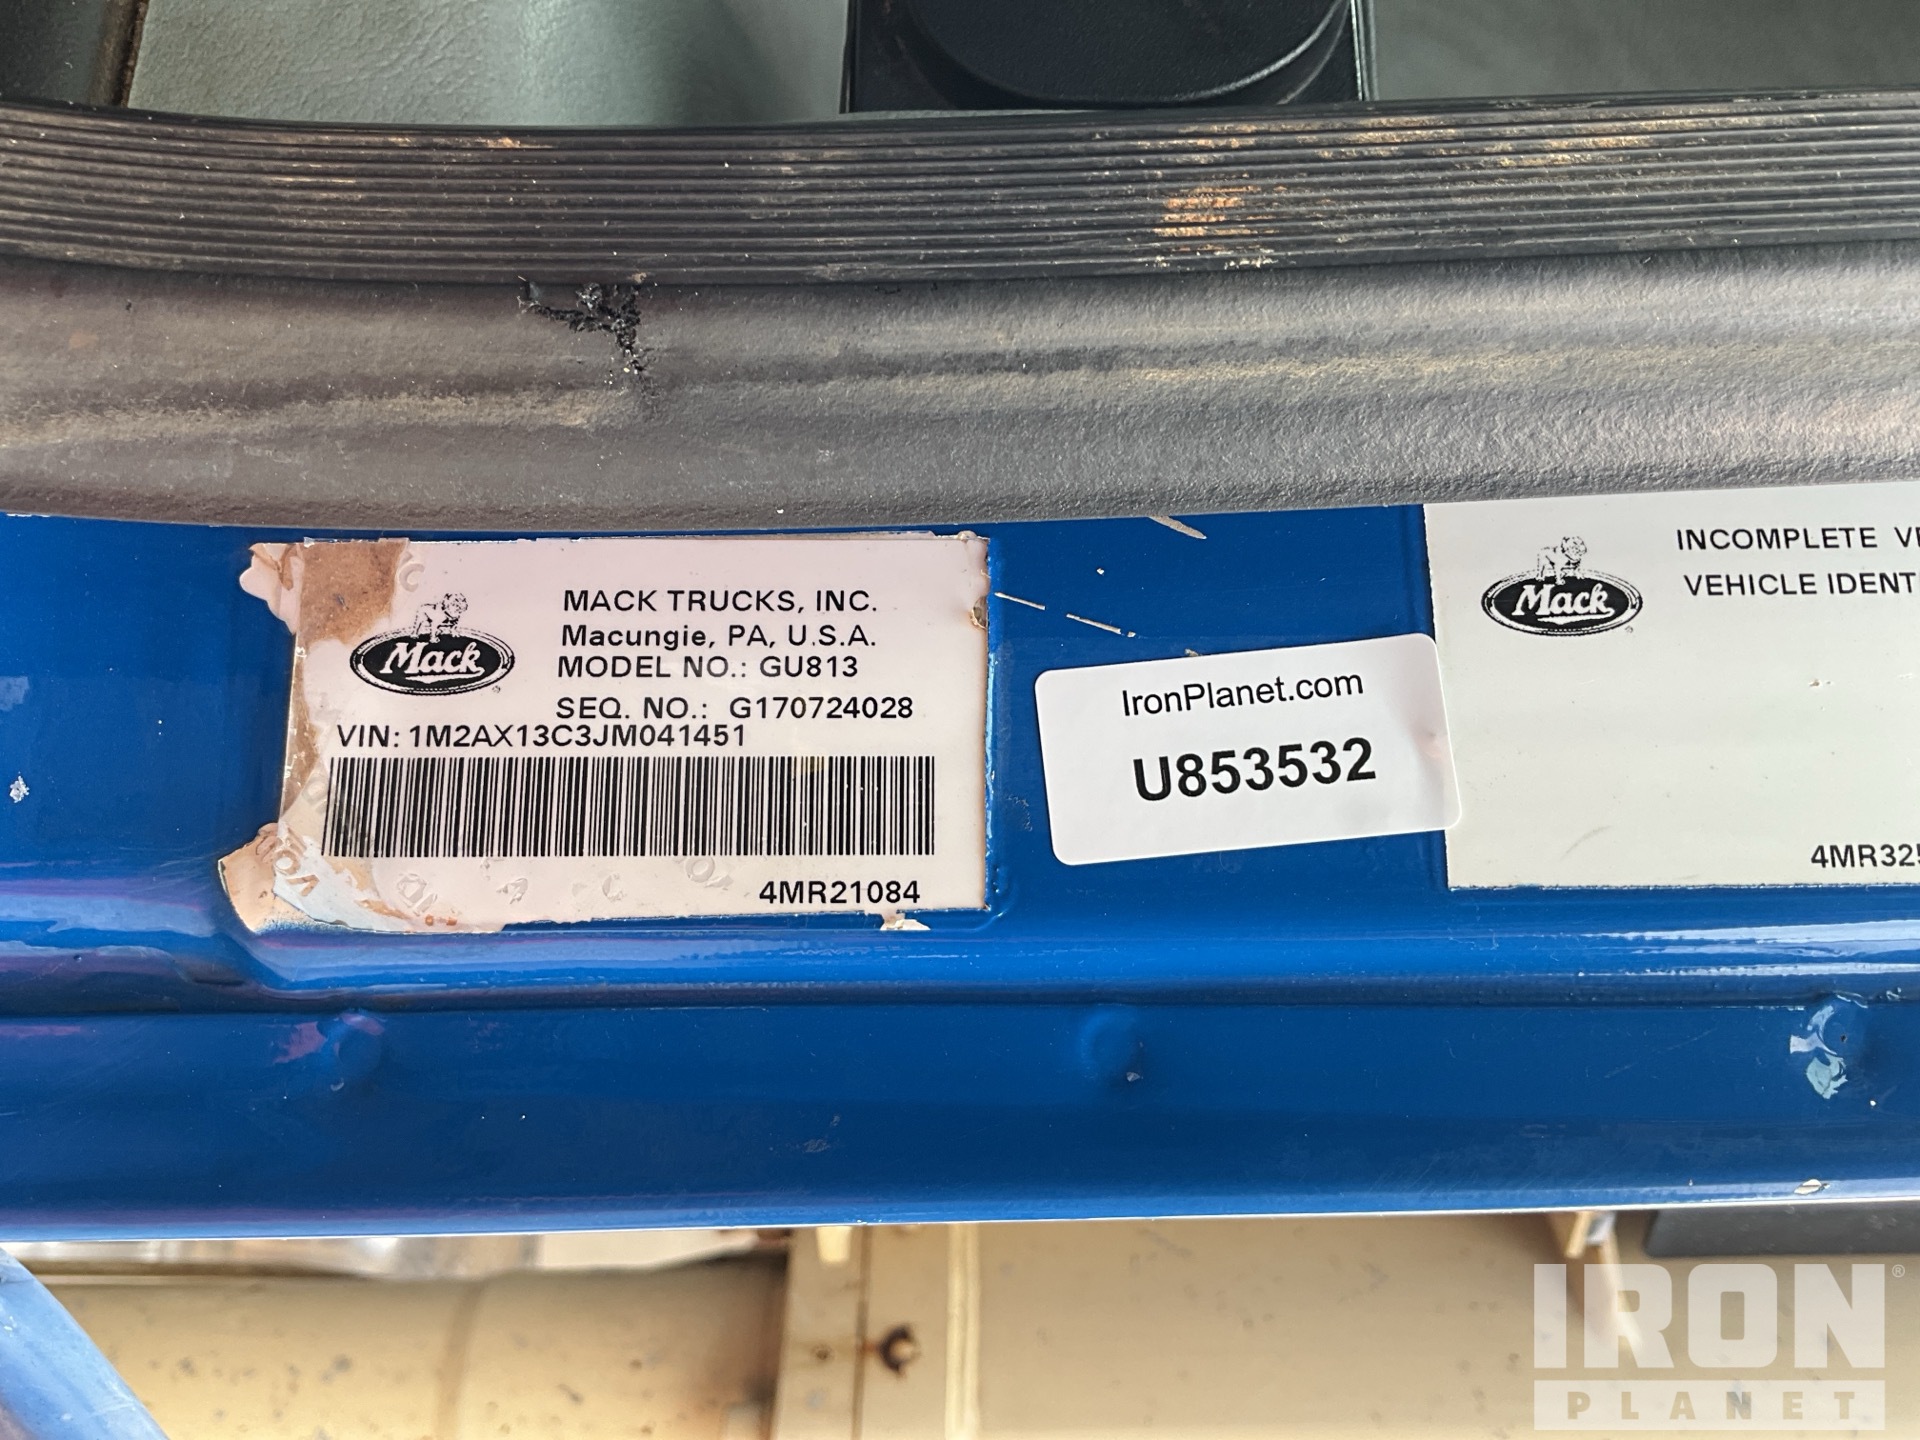 Mack
MACK TRUCKS, INC.
Macungie, PA, U.S.A.
MODEL NO.: GU813
SEQ. NO.: G170724028
VIN: 1M2AX13C3JM041451
4MR21084
IronPlanet.com
U853532
Mack
INCOMPLETE
VEHICLE
4MR325
IRON
PLANET